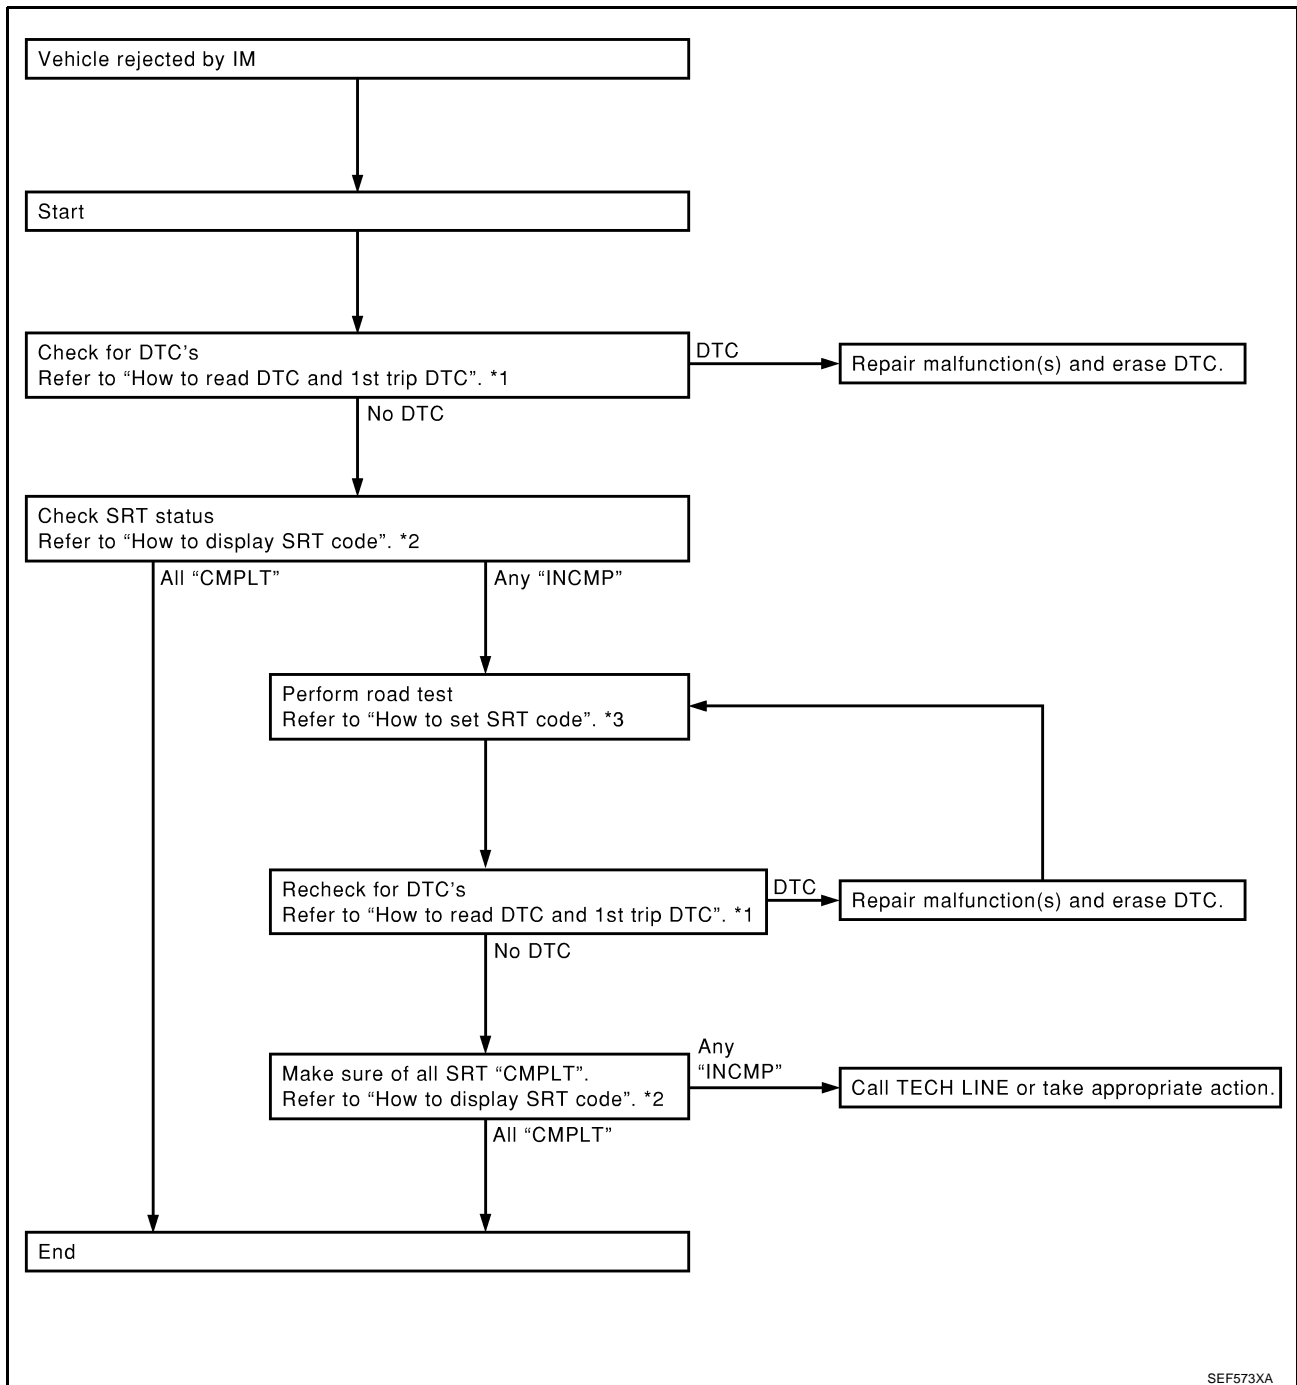 Vehicle rejected by IM
Start
Check for DTC's
Refer to “How to read DTC and 1st trip DTC”. *1
DTC
Repair malfunction(s) and erase DTC.
No DTC
Check SRT status
Refer to “How to display SRT code”. *2
All “CMPLT”
Any “INCMP”
Perform road test
Refer to “How to set SRT code”. *3
Recheck for DTC's
Refer to “How to read DTC and 1st trip DTC”. *1
DTC
Repair malfunction(s) and erase DTC.
No DTC
Make sure of all SRT “CMPLT”.
Refer to “How to display SRT code”. *2
Any
“INCMP”
Call TECH LINE or take appropriate action.
All “CMPLT”
End
SEF573XA